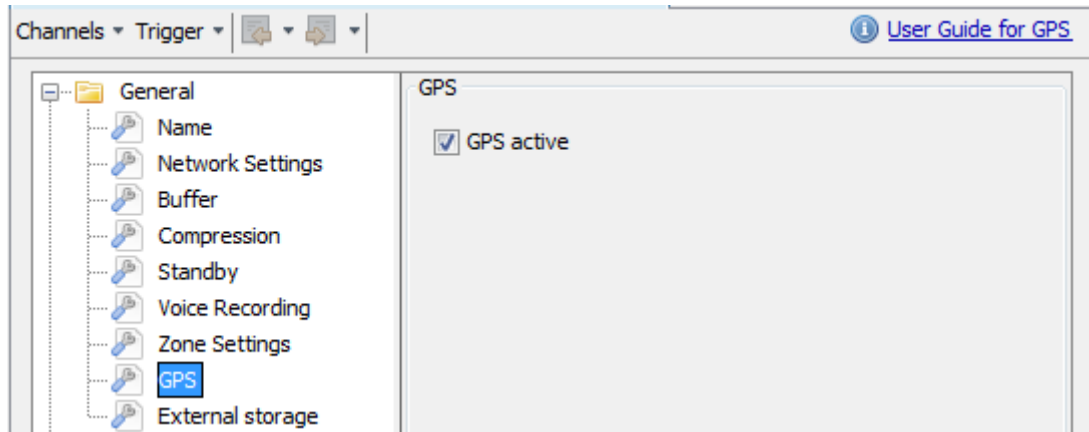 Channels Trigger User Guide for GPS
General
Name
Network Settings
Buffer
Compression
Standby
Voice Recording
Zone Settings
GPS
External storage
GPS
GPS active